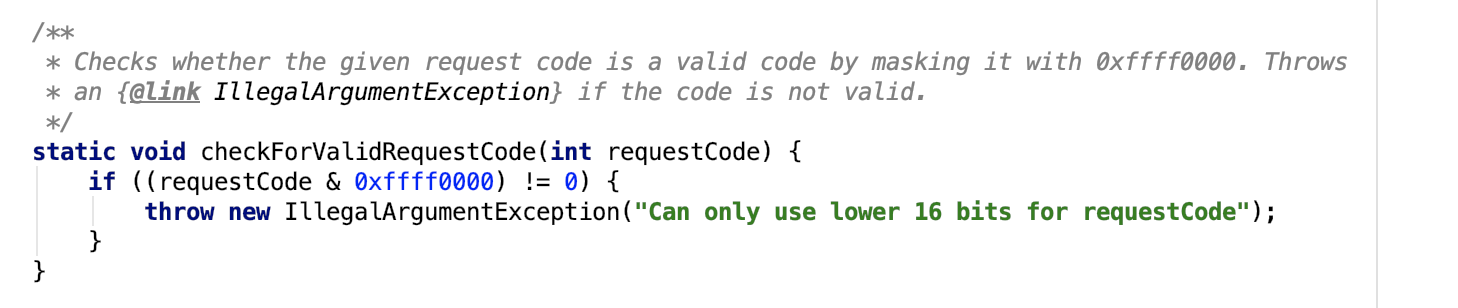 /**
 * Checks whether the given request code is a valid code by masking it with 0xffff0000. Throws
 * an {@link IllegalArgumentException} if the code is not valid.
 */
static void checkForValidRequestCode(int requestCode) {
    if ((requestCode & 0xffff0000) != 0) {
        throw new IllegalArgumentException("Can only use lower 16 bits for requestCode");
    }
}